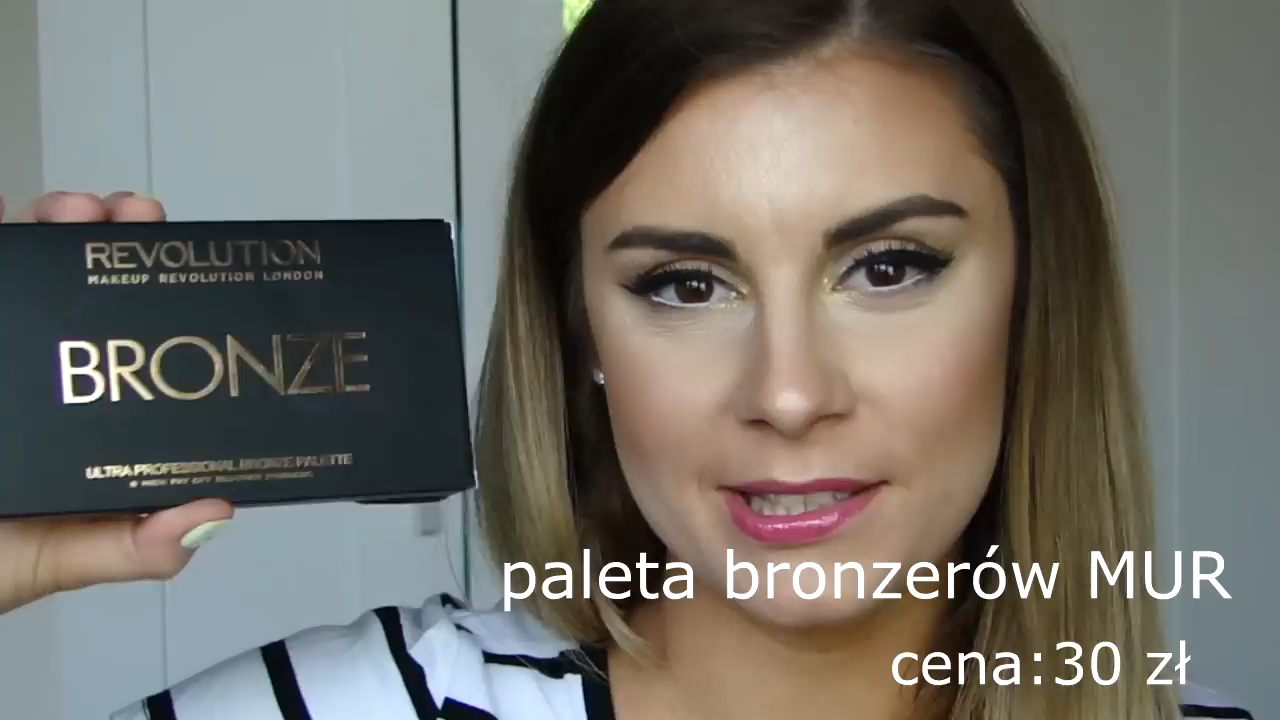 REVOLUTION
MAKEUP REVOLUTION LONDON
BRONZE
ULTRA PROFESSIONAL BRONZE PALETTE
paleta bronzerów MUR
cena:30 zł